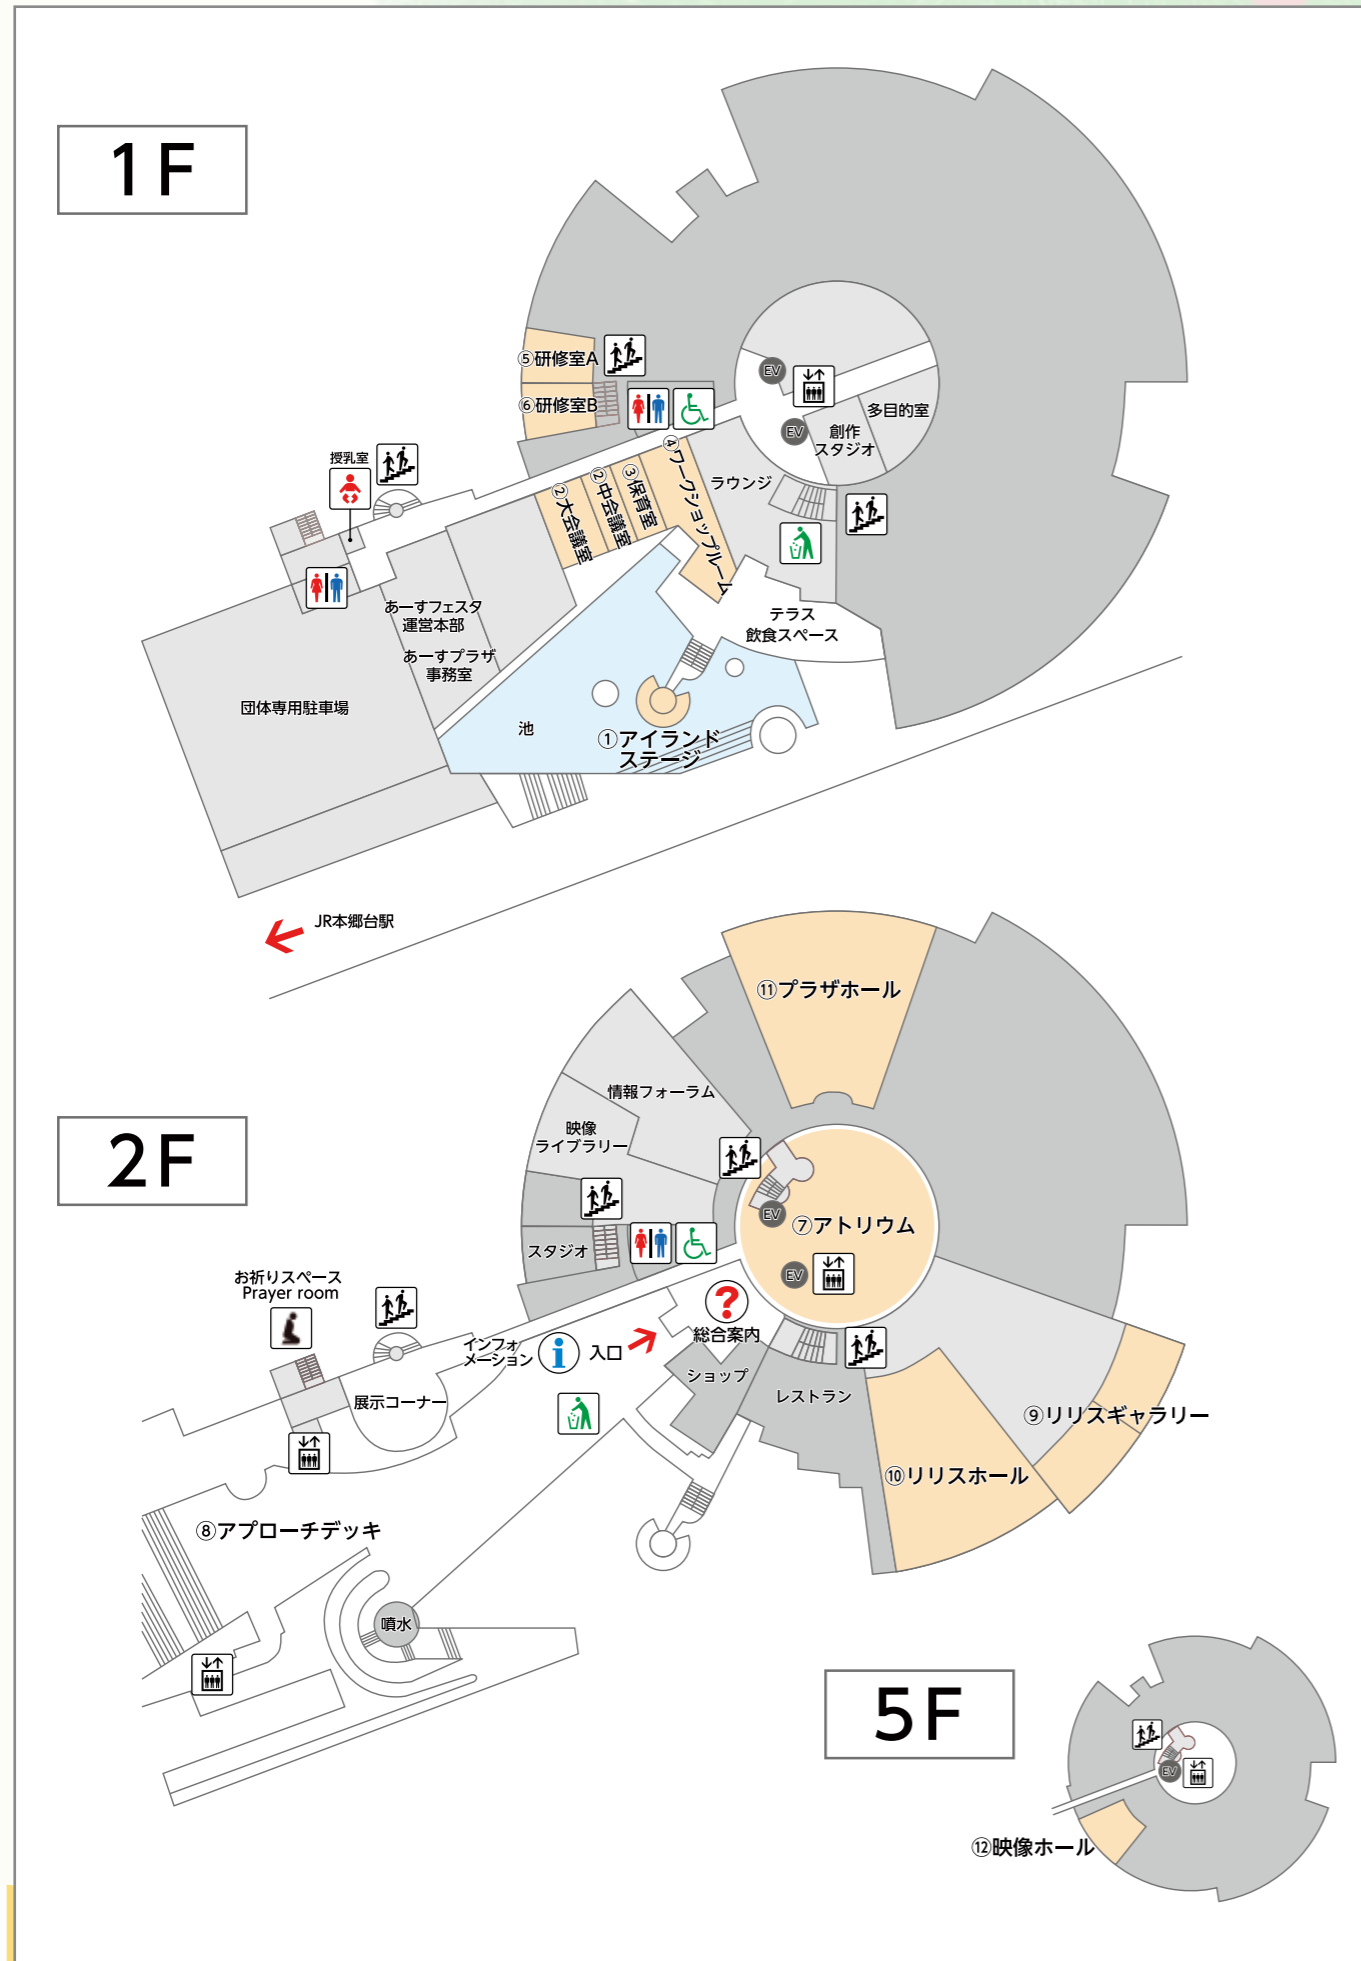 1F
⑤研修室A
⑥研修室B
EV
EV
多目的室
創作
スタジオ
授乳室
ラウンジ
②大会議室
②中会議室
③保育室
④ワークショップルーム
あーすフェスタ
運営本部
あーすプラザ
事務室
テラス
飲食スペース
団体専用駐車場
池
①アイランド
ステージ
JR本郷台駅
2F
⑪プラザホール
情報フォーラム
映像
ライブラリー
EV
⑦アトリウム
EV
スタジオ
お祈りスペース
Prayer room
インフォ
メーション
i
入口
?
総合案内
ショップ
レストラン
展示コーナー
⑨リリスギャラリー
⑩リリスホール
⑧アプローチデッキ
噴水
5F
EV
⑫映像ホール